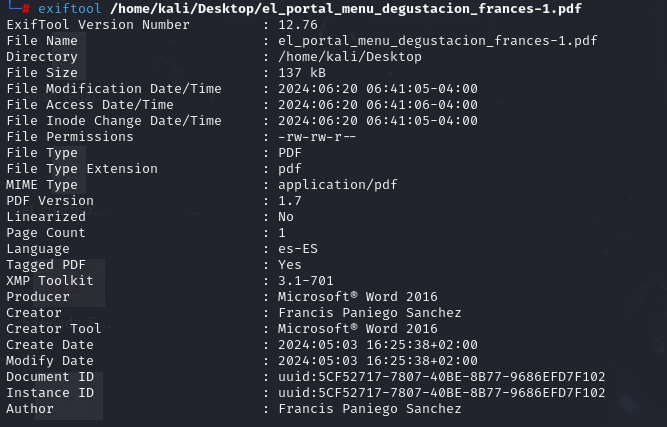 └─# exiftool /home/kali/Desktop/el_portal_menu_degustacion_frances-1.pdf
ExifTool Version Number : 12.76
File Name : el_portal_menu_degustacion_frances-1.pdf
Directory : /home/kali/Desktop
File Size : 137 kB
File Modification Date/Time : 2024:06:20 06:41:05-04:00
File Access Date/Time : 2024:06:20 06:41:06-04:00
File Inode Change Date/Time : 2024:06:20 06:41:05-04:00
File Permissions : -rw-rw-r--
File Type : PDF
File Type Extension : pdf
MIME Type : application/pdf
PDF Version : 1.7
Linearized : No
Page Count : 1
Language : es-ES
Tagged PDF : Yes
XMP Toolkit : 3.1-701
Producer : Microsoft® Word 2016
Creator : Francis Paniego Sanchez
Creator Tool : Microsoft® Word 2016
Create Date : 2024:05:03 16:25:38+02:00
Modify Date : 2024:05:03 16:25:38+02:00
Document ID : uuid:5CF52717-7807-40BE-8B77-9686EFD7F102
Instance ID : uuid:5CF52717-7807-40BE-8B77-9686EFD7F102
Author : Francis Paniego Sanchez